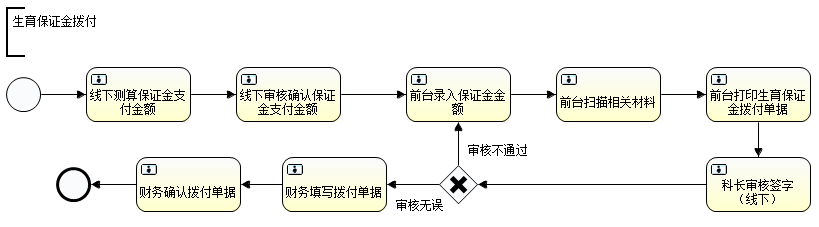 生育保证金拨付
线下测算保证金支
付金额
线下审核确认保证
金支付金额
前台录入保证金金
额
前台扫描相关材料
前台打印生育保证
金拨付单据
审核不通过
财务确认拨付单据
财务填写拨付单据
审核无误
科长审核签字
（线下）